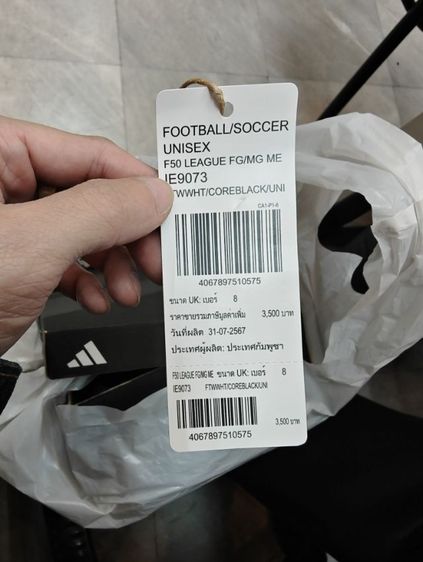 FOOTBALL/SOCCER
UNISEX
F50 LEAGUE FG/MG ME
IE9073
FTWWHT/COREBLACK/UNI
CA1-P1-6
4067897510575
ขนาด UK: เบอร์ 8
ราคาขายรวมภาษีมูลค่าเพิ่ม 3,500 บาท
วันที่ผลิต 31-07-2567
ประเทศผู้ผลิต: ประเทศกัมพูชา
F50 LEAGUE FG/MG ME ขนาด UK: เบอร์ 8
IE9073 FTWWHT/COREBLACK/UNI
4067897510575
3,500 บาท